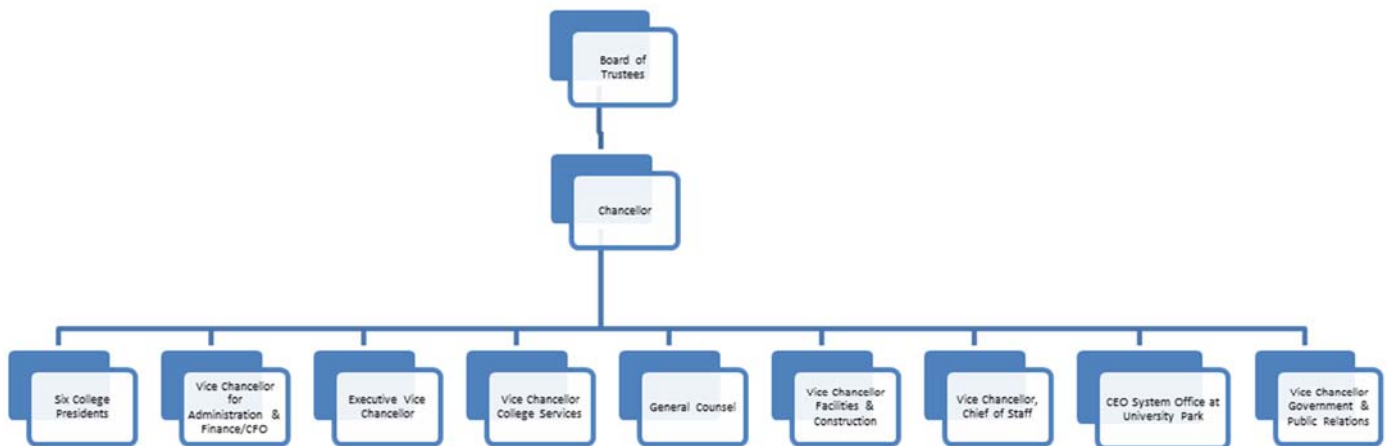 Board of
Trustees
Chancellor
Six College
Presidents
Vice Chancellor
for
Administration &
Finance/CFO
Executive Vice
Chancellor
Vice Chancellor
College Services
General Counsel
Vice Chancellor
Facilities &
Construction
Vice Chancellor,
Chief of Staff
CEO System Office at
University Park
Vice Chancellor
Government &
Public Relations